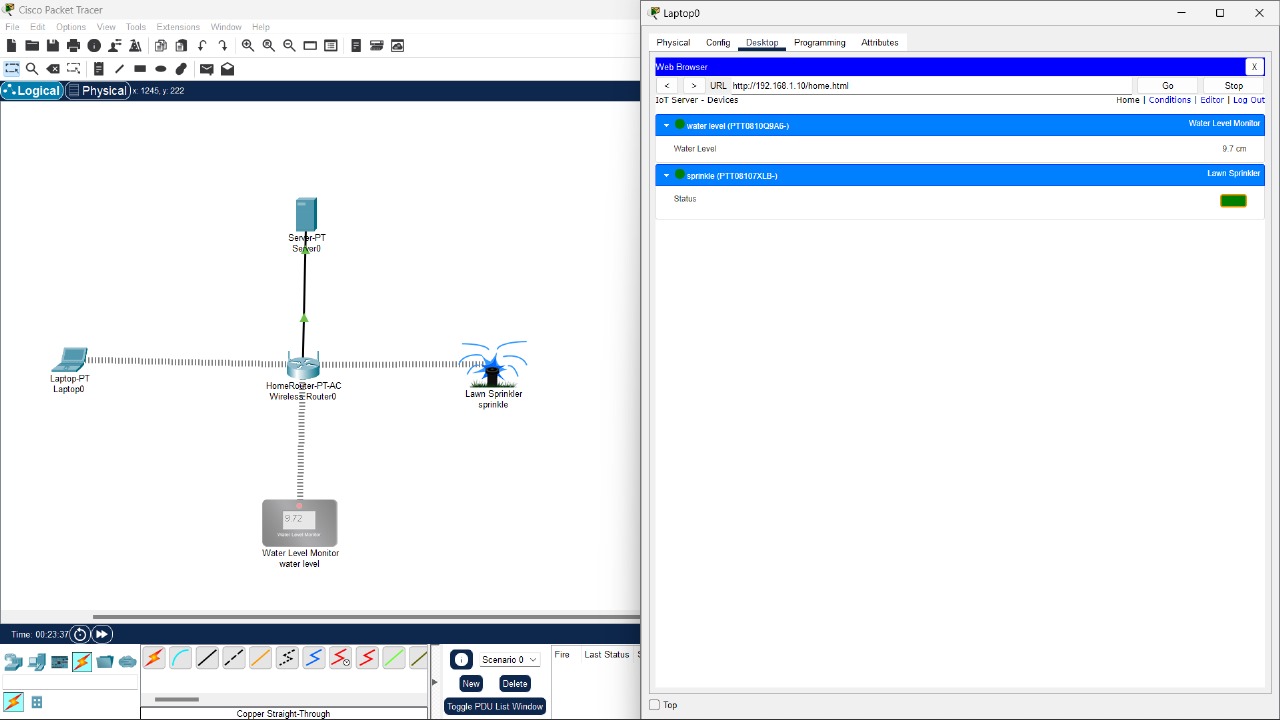 Cisco Packet Tracer
File Edit Options View Tools Extensions Window Help
Logical Physical x: 1245, y: 222
Server-PT
Server0
Laptop-PT
Laptop0
HomeRouter-PT-AC
Wireless Router0
Lawn Sprinkler
sprinkle
9.72
Water Level Monitor
Water Level Monitor
water level
Time: 00:23:37
Scenario 0
New Delete
Toggle PDU List Window
Fire Last Status
Copper Straight-Through
Laptop0
Physical Config Desktop Programming Attributes
Web Browser X
< > URL http://192.168.1.10/home.html Go Stop
IoT Server - Devices Home | Conditions | Editor | Log Out
water level (PTT0810Q9A6-) Water Level Monitor
Water Level 9.7 cm
sprinkle (PTT08107XLB-) Lawn Sprinkler
Status
Top